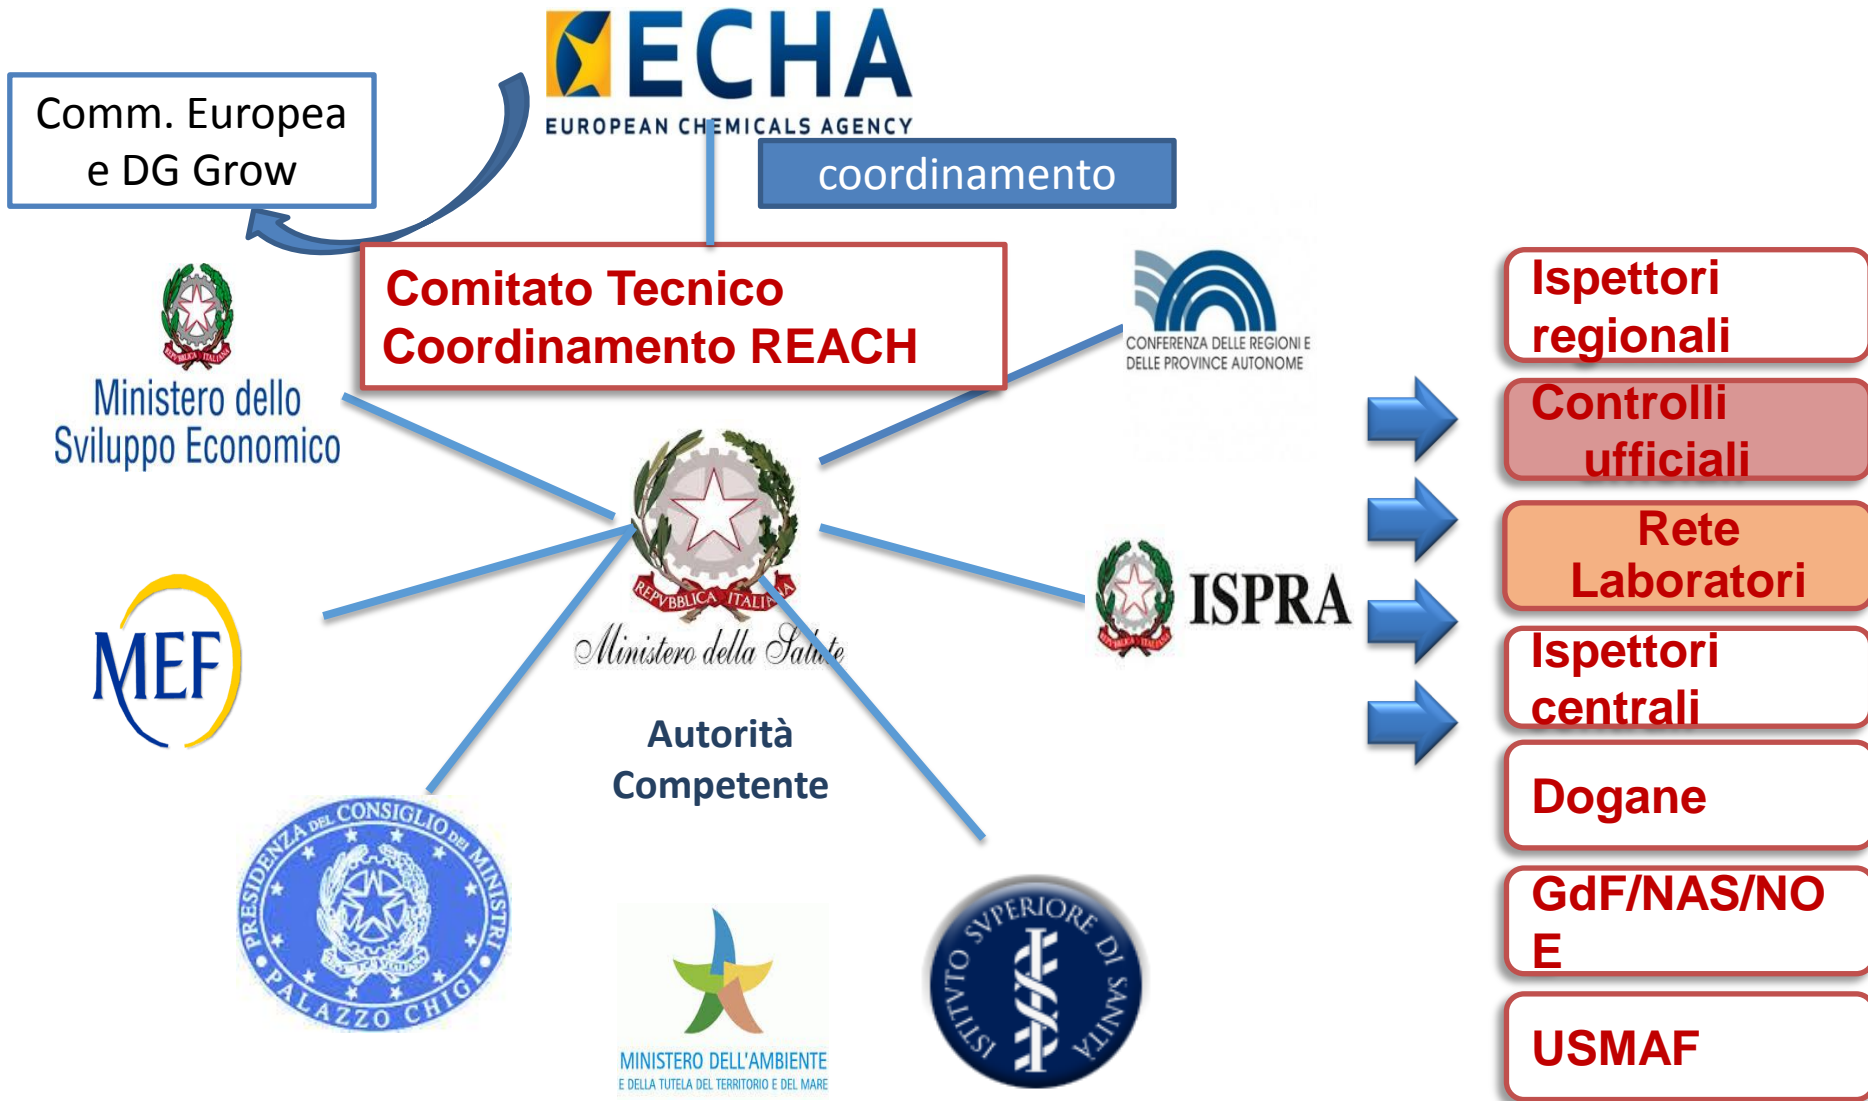 ECHA
EUROPEAN CHEMICALS AGENCY
Comm. Europea
e DG Grow
coordinamento
Comitato Tecnico
Coordinamento REACH
REPVBBLICA ITALIANA
Ministero dello
Sviluppo Economico
CONFERENZA DELLE REGIONI E
DELLE PROVINCE AUTONOME
REPVBBLICA ITALIANA
Ministero della Salute
Autorità
Competente
MEF
ISPRA
PRESIDENZA DEL CONSIGLIO DEI MINISTRI
PALAZZO CHIGI
MINISTERO DELL'AMBIENTE
E DELLA TUTELA DEL TERRITORIO E DEL MARE
ISTITVTO SVPERIORE DI SANITÀ
Ispettori
regionali
Controlli
ufficiali
Rete
Laboratori
Ispettori
centrali
Dogane
GdF/NAS/NO
E
USMAF